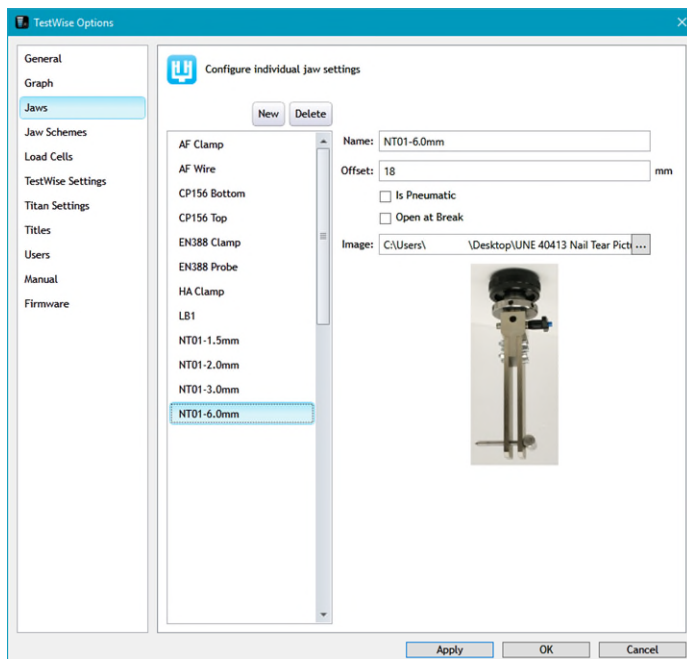 TestWise Options
General
Graph
Jaws
Jaw Schemes
Load Cells
TestWise Settings
Titan Settings
Titles
Users
Manual
Firmware
Configure individual jaw settings
New Delete
AF Clamp
AF Wire
CP156 Bottom
CP156 Top
EN388 Clamp
EN388 Probe
HA Clamp
LB1
NT01-1.5mm
NT01-2.0mm
NT01-3.0mm
NT01-6.0mm
Name: NT01-6.0mm
Offset: 18 mm
Is Pneumatic
Open at Break
Image: C:\Users\ \Desktop\UNE 40413 Nail Tear Pict ...
Apply OK Cancel